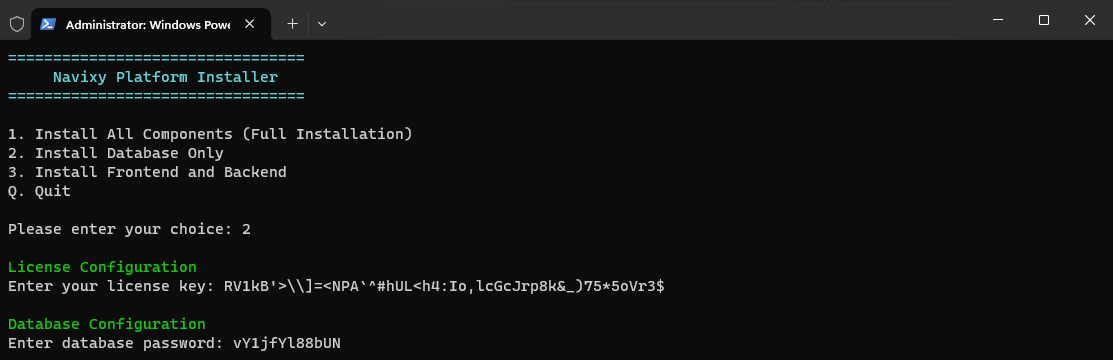 Administrator: Windows Powe
=================================
Navixy Platform Installer
=================================
1. Install All Components (Full Installation)
2. Install Database Only
3. Install Frontend and Backend
Q. Quit
Please enter your choice: 2
License Configuration
Enter your license key: RV1kB'>\\]=<NPA`^#hUL<h4:Io,lcGcJrp8k&_)75*5oVr3$
Database Configuration
Enter database password: vY1jfYl88bUN